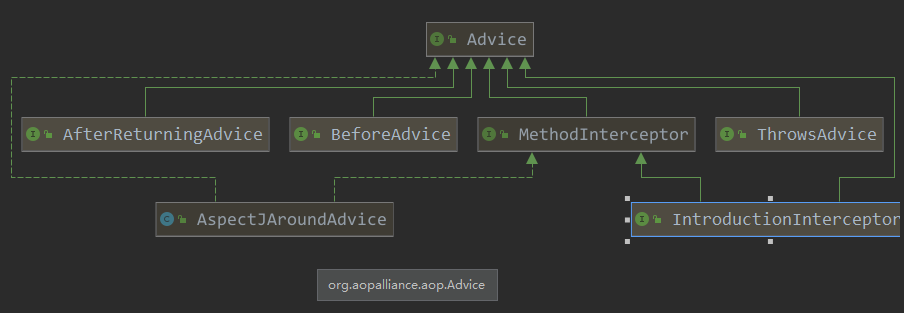 Advice
AfterReturningAdvice
BeforeAdvice
MethodInterceptor
ThrowsAdvice
AspectJAroundAdvice
IntroductionInterceptor
org.aopalliance.aop.Advice